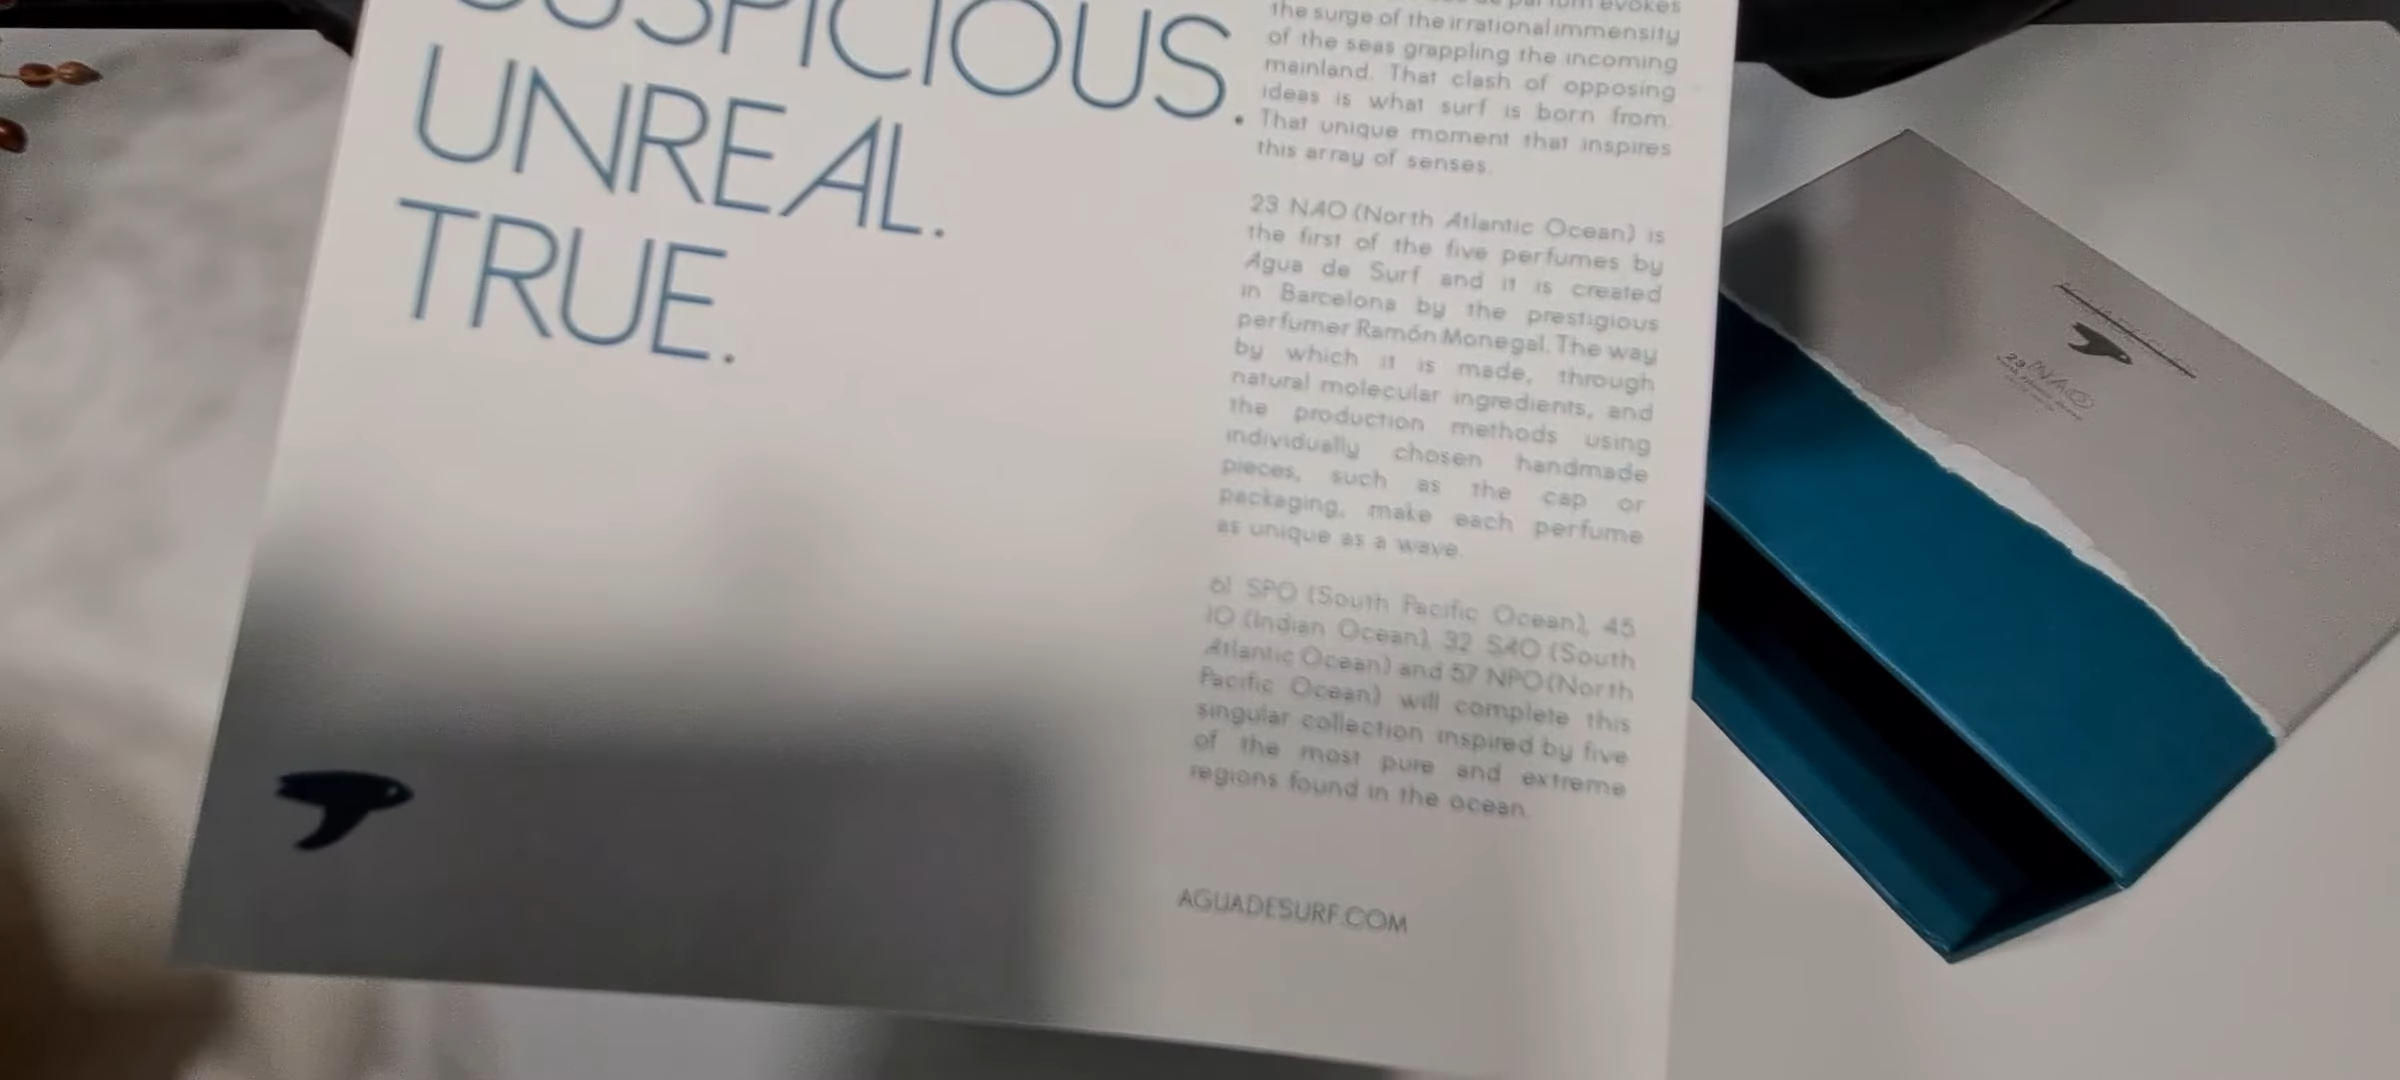 SUSPICIOUS.
UNREAL.
TRUE.
evokes
the surge of the irrational immensity
of the seas grappling the incoming
mainland. That clash of opposing
ideas is what surf is born from.
That unique moment that inspires
this array of senses.
23 NAO (North Atlantic Ocean) is
the first of the five perfumes by
Agua de Surf and it is created
in Barcelona by the prestigious
perfumer Ramón Monegal. The way
by which it is made, through
natural molecular ingredients, and
the production methods using
individually chosen handmade
pieces, such as the cap or
packaging, make each perfume
as unique as a wave.
61 SPO (South Pacific Ocean), 45
IO (Indian Ocean), 32 SAO (South
Atlantic Ocean) and 57 NPO (North
Pacific Ocean) will complete this
singular collection inspired by five
of the most pure and extreme
regions found in the ocean.
AGUADESURF.COM
23 NAO